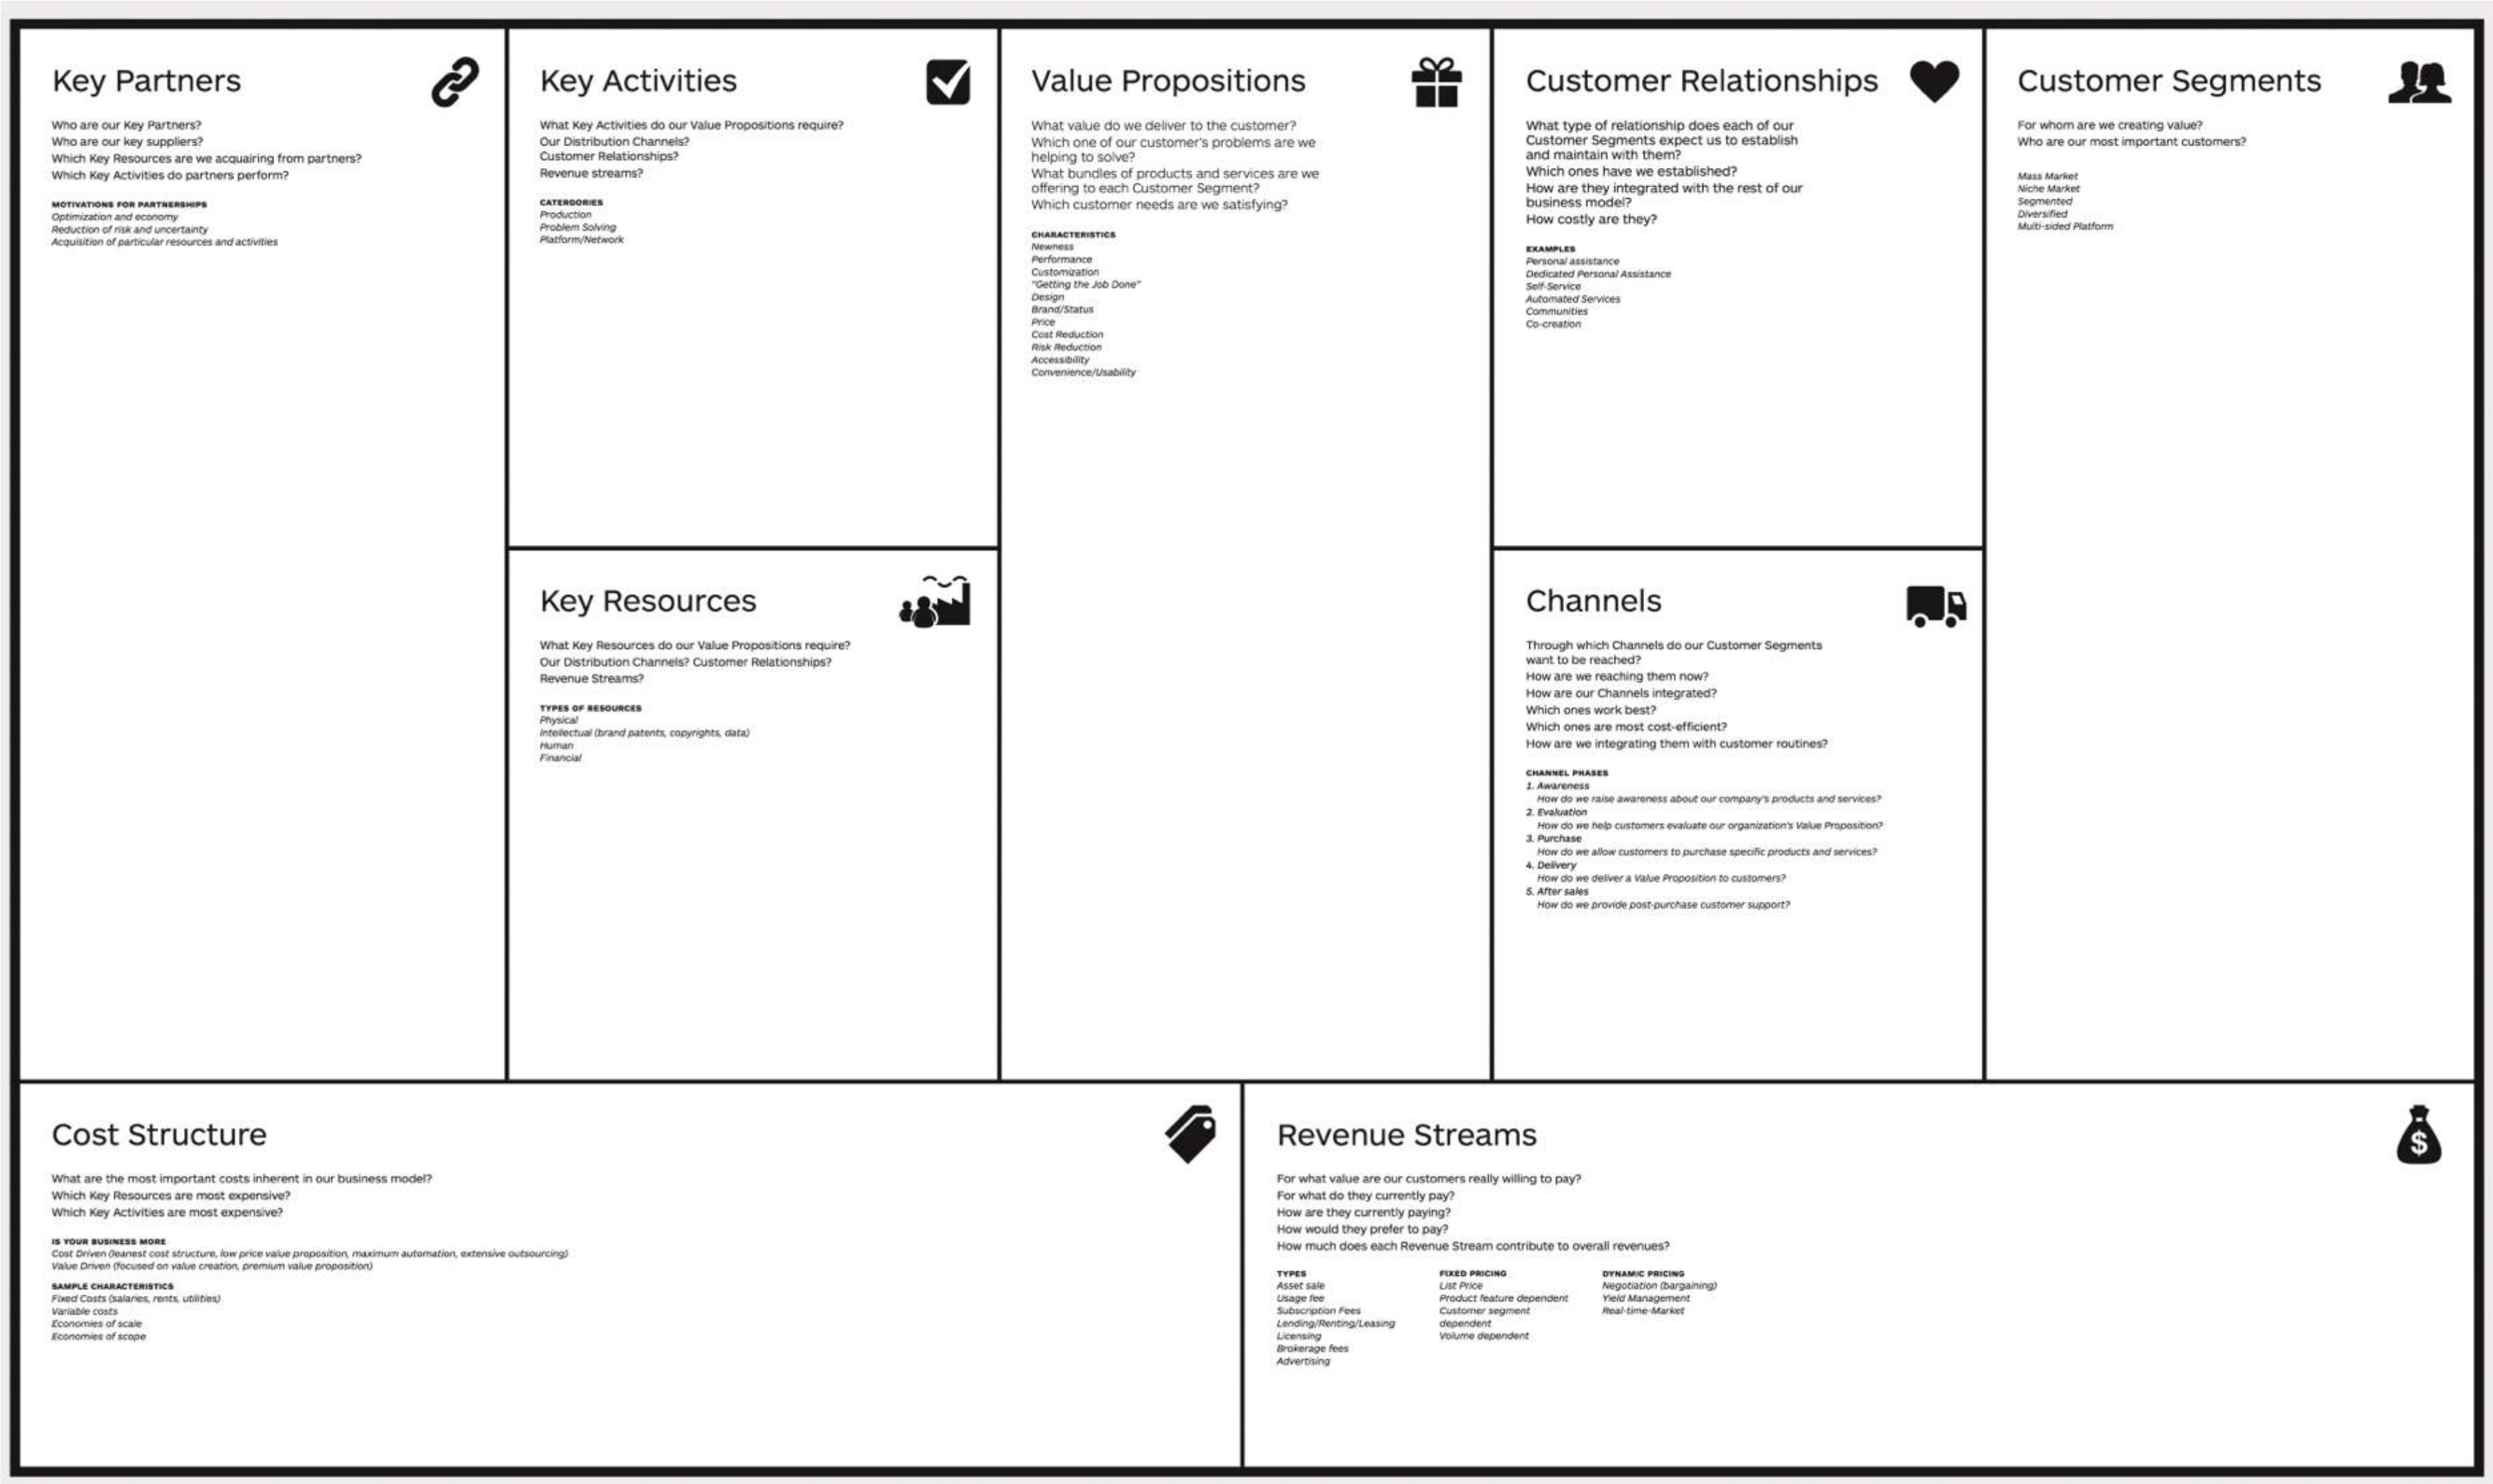 Key Partners
Who are our Key Partners?
Who are our key suppliers?
Which Key Resources are we acquairing from partners?
Which Key Activities do partners perform?
MOTIVATIONS FOR PARTNERSHIPS
Optimization and economy
Reduction of risk and uncertainty
Acquisition of particular resources and activities
Key Activities
What Key Activities do our Value Propositions require?
Our Distribution Channels?
Customer Relationships?
Revenue streams?
CATERGORIES
Production
Problem Solving
Platform/Network
Key Resources
What Key Resources do our Value Propositions require?
Our Distribution Channels? Customer Relationships?
Revenue Streams?
TYPES OF RESOURCES
Physical
Intellectual (brand patents, copyrights, data)
Human
Financial
Value Propositions
What value do we deliver to the customer?
Which one of our customer's problems are we
helping to solve?
What bundles of products and services are we
offering to each Customer Segment?
Which customer needs are we satisfying?
CHARACTERISTICS
Newness
Performance
Customization
"Getting the Job Done"
Design
Brand/Status
Price
Cost Reduction
Risk Reduction
Accessibility
Convenience/Usability
Customer Relationships
What type of relationship does each of our
Customer Segments expect us to establish
and maintain with them?
Which ones have we established?
How are they integrated with the rest of our
business model?
How costly are they?
EXAMPLES
Personal assistance
Dedicated Personal Assistance
Self-Service
Automated Services
Communities
Co-creation
Channels
Through which Channels do our Customer Segments
want to be reached?
How are we reaching them now?
How are our Channels integrated?
Which ones work best?
Which ones are most cost-efficient?
How are we integrating them with customer routines?
CHANNEL PHASES
1. Awareness
How do we raise awareness about our company's products and services?
2. Evaluation
How do we help customers evaluate our organization's Value Proposition?
3. Purchase
How do we allow customers to purchase specific products and services?
4. Delivery
How do we deliver a Value Proposition to customers?
5. After sales
How do we provide post-purchase customer support?
Customer Segments
For whom are we creating value?
Who are our most important customers?
Mass Market
Niche Market
Segmented
Diversified
Multi-sided Platform
Cost Structure
What are the most important costs inherent in our business model?
Which Key Resources are most expensive?
Which Key Activities are most expensive?
IS YOUR BUSINESS MORE
Cost Driven (leanest cost structure, low price value proposition, maximum automation, extensive outsourcing)
Value Driven (focused on value creation, premium value proposition)
SAMPLE CHARACTERISTICS
Fixed Costs (salaries, rents, utilities)
Variable costs
Economies of scale
Economies of scope
Revenue Streams
$
For what value are our customers really willing to pay?
For what do they currently pay?
How are they currently paying?
How would they prefer to pay?
How much does each Revenue Stream contribute to overall revenues?
TYPES
Asset sale
Usage fee
Subscription Fees
Lending/Renting/Leasing
Licensing
Brokerage fees
Advertising
FIXED PRICING
List Price
Product feature dependent
Customer segment
dependent
Volume dependent
DYNAMIC PRICING
Negotiation (bargaining)
Yield Management
Real-time-Market